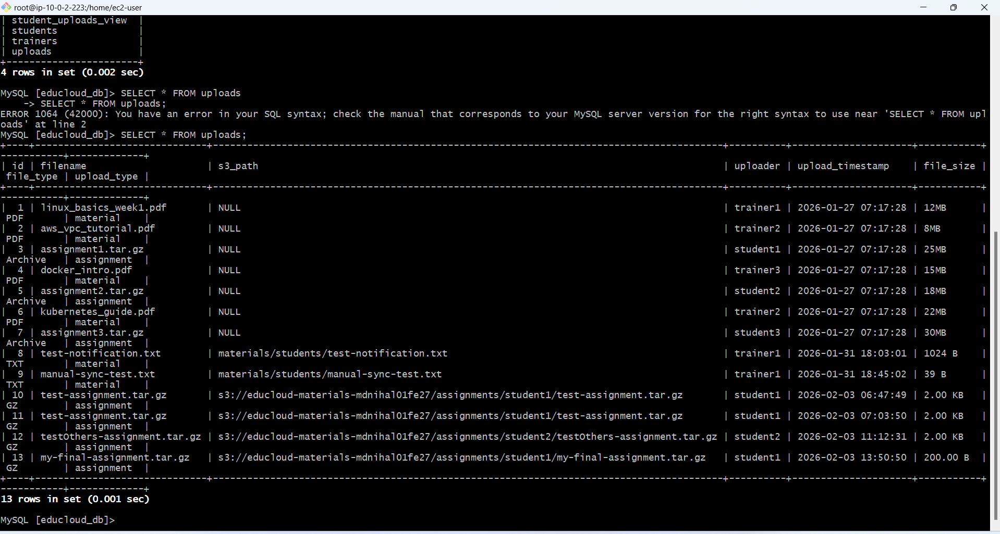 root@ip-10-0-2-223:/home/ec2-user
| student_uploads_view  |
| students              |
| trainers              |
| uploads               |
+-----------------------+
4 rows in set (0.002 sec)
MySQL [educloud_db]> SELECT * FROM uploads
    -> SELECT * FROM uploads;
ERROR 1064 (42000): You have an error in your SQL syntax; check the manual that corresponds to your MySQL server version for the right syntax to use near 'SELECT * FROM upl
oads' at line 2
MySQL [educloud_db]> SELECT * FROM uploads;
+----+------------------------------+-----------------------------------------------------------------------------------------+----------+---------------------+-----------+
-----------+-------------+
| id | filename                     | s3_path                                                                                 | uploader | upload_timestamp    | file_size |
 file_type | upload_type |
+----+------------------------------+-----------------------------------------------------------------------------------------+----------+---------------------+-----------+
-----------+-------------+
|  1 | linux_basics_week1.pdf       | NULL                                                                                    | trainer1 | 2026-01-27 07:17:28 | 12MB      |
 PDF       | material    |
|  2 | aws_vpc_tutorial.pdf         | NULL                                                                                    | trainer2 | 2026-01-27 07:17:28 | 8MB       |
 PDF       | material    |
|  3 | assignment1.tar.gz           | NULL                                                                                    | student1 | 2026-01-27 07:17:28 | 25MB      |
 Archive   | assignment  |
|  4 | docker_intro.pdf             | NULL                                                                                    | trainer3 | 2026-01-27 07:17:28 | 15MB      |
 PDF       | material    |
|  5 | assignment2.tar.gz           | NULL                                                                                    | student2 | 2026-01-27 07:17:28 | 18MB      |
 Archive   | assignment  |
|  6 | kubernetes_guide.pdf         | NULL                                                                                    | trainer2 | 2026-01-27 07:17:28 | 22MB      |
 PDF       | material    |
|  7 | assignment3.tar.gz           | NULL                                                                                    | student3 | 2026-01-27 07:17:28 | 30MB      |
 Archive   | assignment  |
|  8 | test-notification.txt        | materials/students/test-notification.txt                                                | trainer1 | 2026-01-31 18:03:01 | 1024 B    |
 TXT       | material    |
|  9 | manual-sync-test.txt         | materials/students/manual-sync-test.txt                                                 | trainer1 | 2026-01-31 18:45:02 | 39 B      |
 TXT       | material    |
| 10 | test-assignment.tar.gz       | s3://educloud-materials-mdnihal01fe27/assignments/student1/test-assignment.tar.gz       | student1 | 2026-02-03 06:47:49 | 2.00 KB   |
 GZ        | assignment  |
| 11 | test-assignment.tar.gz       | s3://educloud-materials-mdnihal01fe27/assignments/student1/test-assignment.tar.gz       | student1 | 2026-02-03 07:03:50 | 2.00 KB   |
 GZ        | assignment  |
| 12 | testOthers-assignment.tar.gz | s3://educloud-materials-mdnihal01fe27/assignments/student2/testOthers-assignment.tar.gz | student2 | 2026-02-03 11:12:31 | 2.00 KB   |
 GZ        | assignment  |
| 13 | my-final-assignment.tar.gz   | s3://educloud-materials-mdnihal01fe27/assignments/student1/my-final-assignment.tar.gz   | student1 | 2026-02-03 13:50:50 | 200.00 B  |
 GZ        | assignment  |
+----+------------------------------+-----------------------------------------------------------------------------------------+----------+---------------------+-----------+
-----------+-------------+
13 rows in set (0.001 sec)
MySQL [educloud_db]>